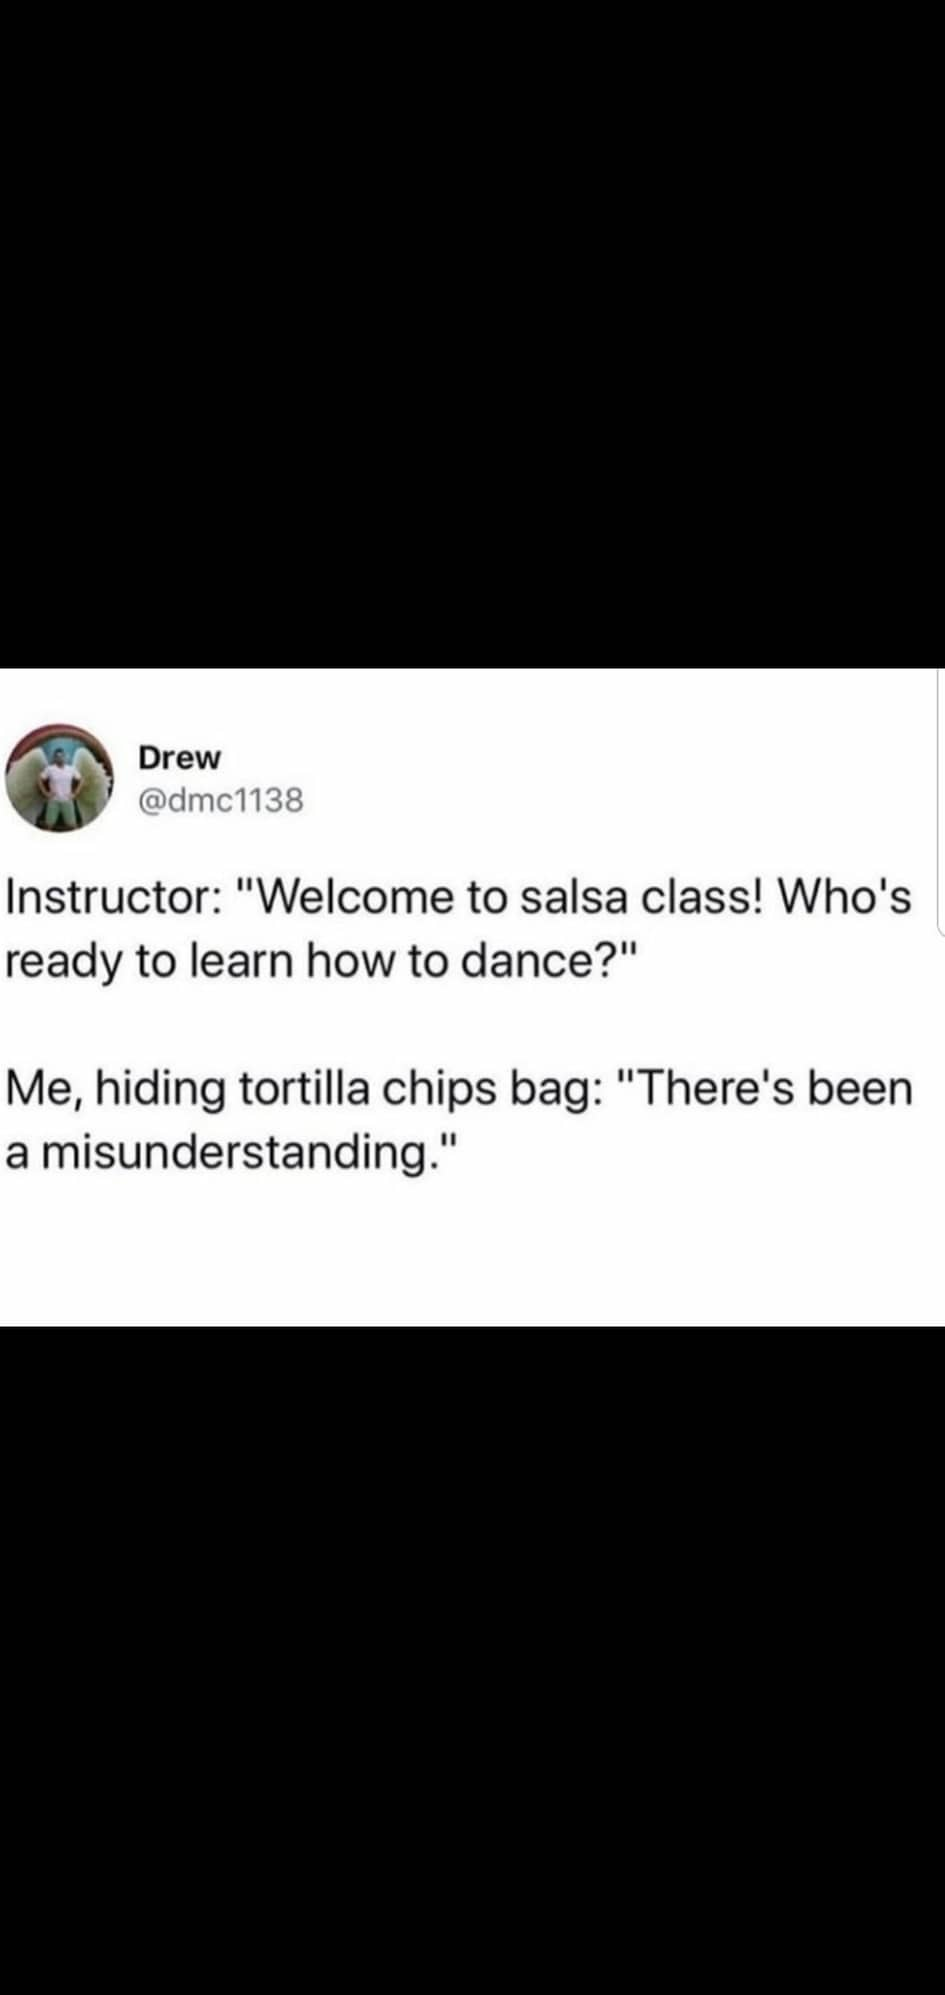 Drew
@dmc1138
Instructor: "Welcome to salsa class! Who's
ready to learn how to dance?"
Me, hiding tortilla chips bag: "There's been
a misunderstanding."